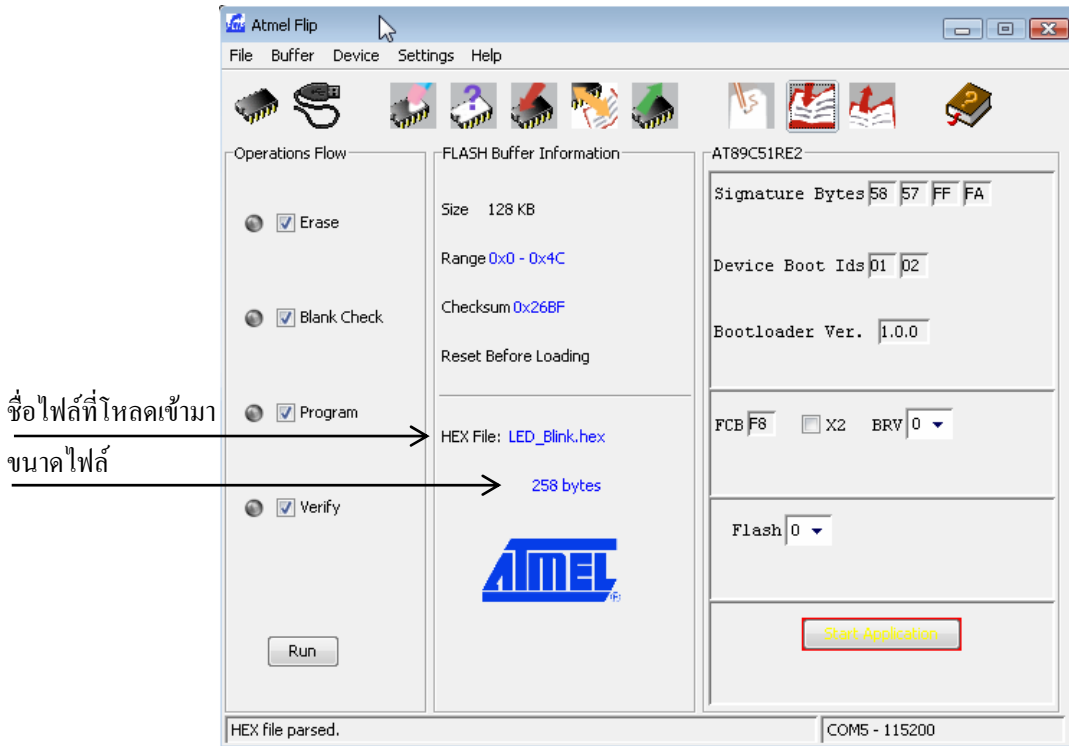 Atmel Flip
File Buffer Device Settings Help
Operations Flow
Erase
Blank Check
Program
Verify
Run
FLASH Buffer Information
Size 128 KB
Range 0x0 - 0x4C
Checksum 0x26BF
Reset Before Loading
ชื่อไฟล์ที่โหลดเข้ามา
HEX File: LED_Blink.hex
ขนาดไฟล์
258 bytes
ATMEL ®
AT89C51RE2
Signature Bytes 58 57 FF FA
Device Boot Ids 01 02
Bootloader Ver. 1.0.0
FCB F8 X2 BRV 0
Flash 0
Start Application
HEX file parsed.
COM5 - 115200